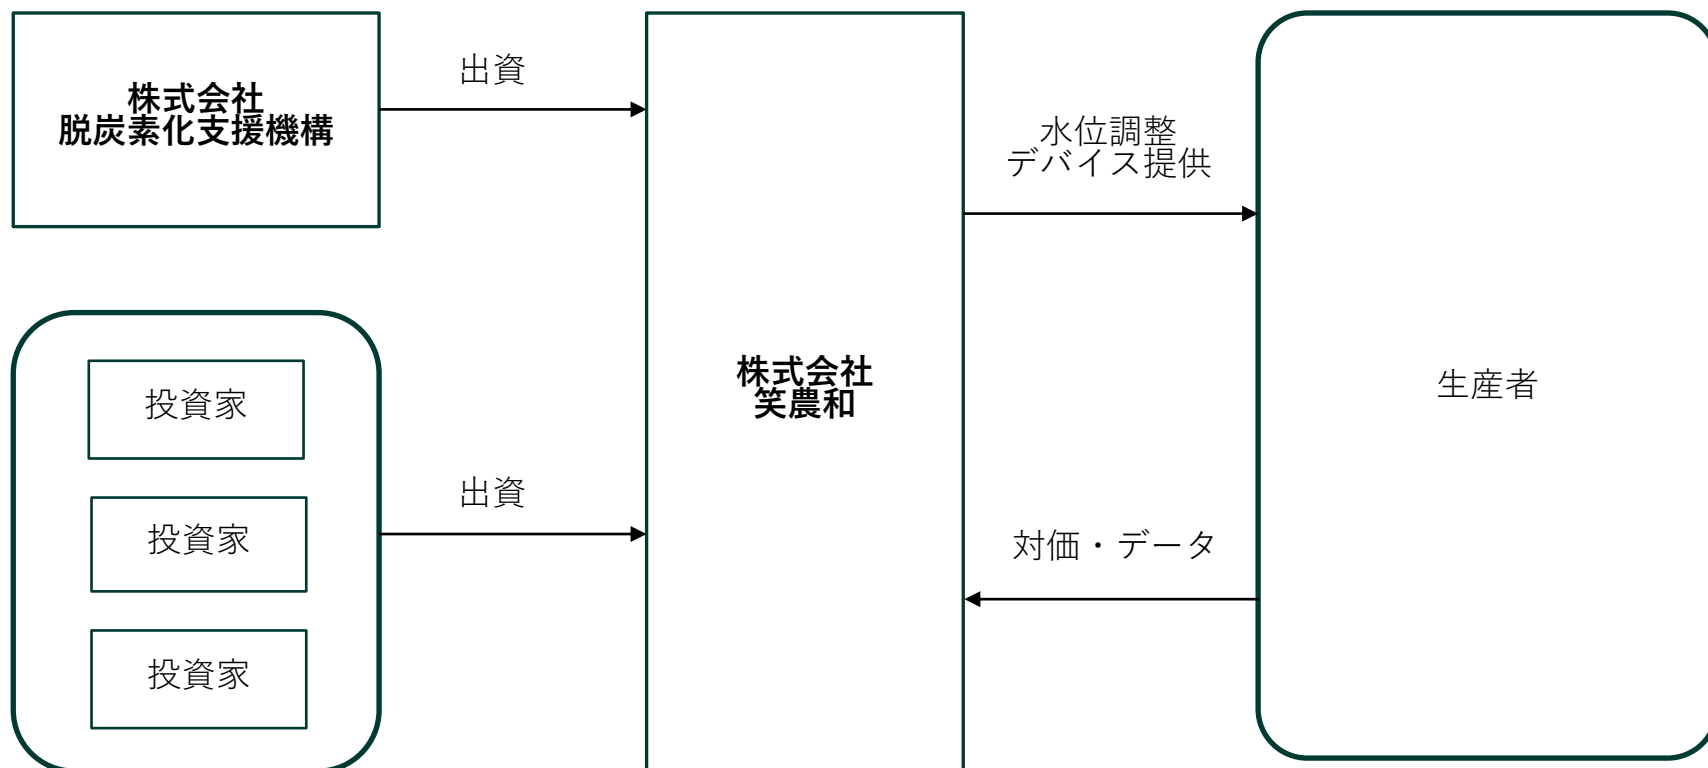 株式会社
脱炭素化支援機構
出資
水位調整
デバイス提供
株式会社
笑農和
生産者
投資家
投資家
投資家
出資
対価・データ